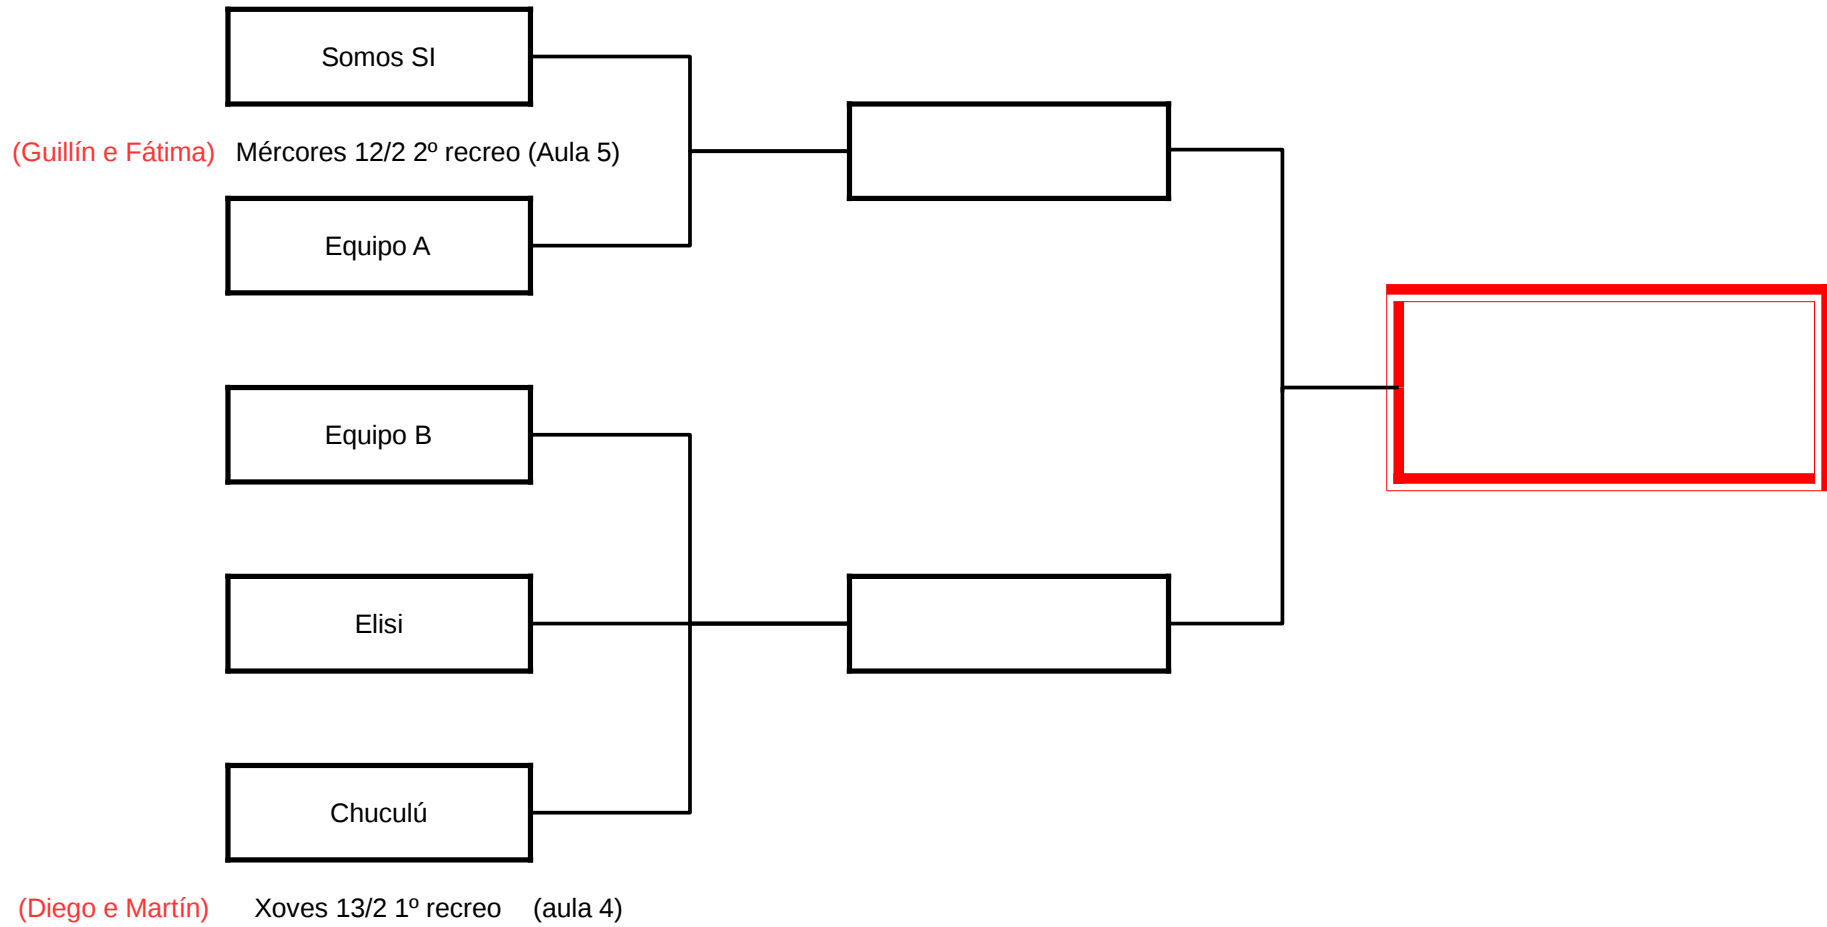 Somos SI
(Guillín e Fátima) Mércores 12/2 2º recreo (Aula 5)
Equipo A
Equipo B
Elisi
Chuculú
(Diego e Martín) Xoves 13/2 1º recreo (aula 4)